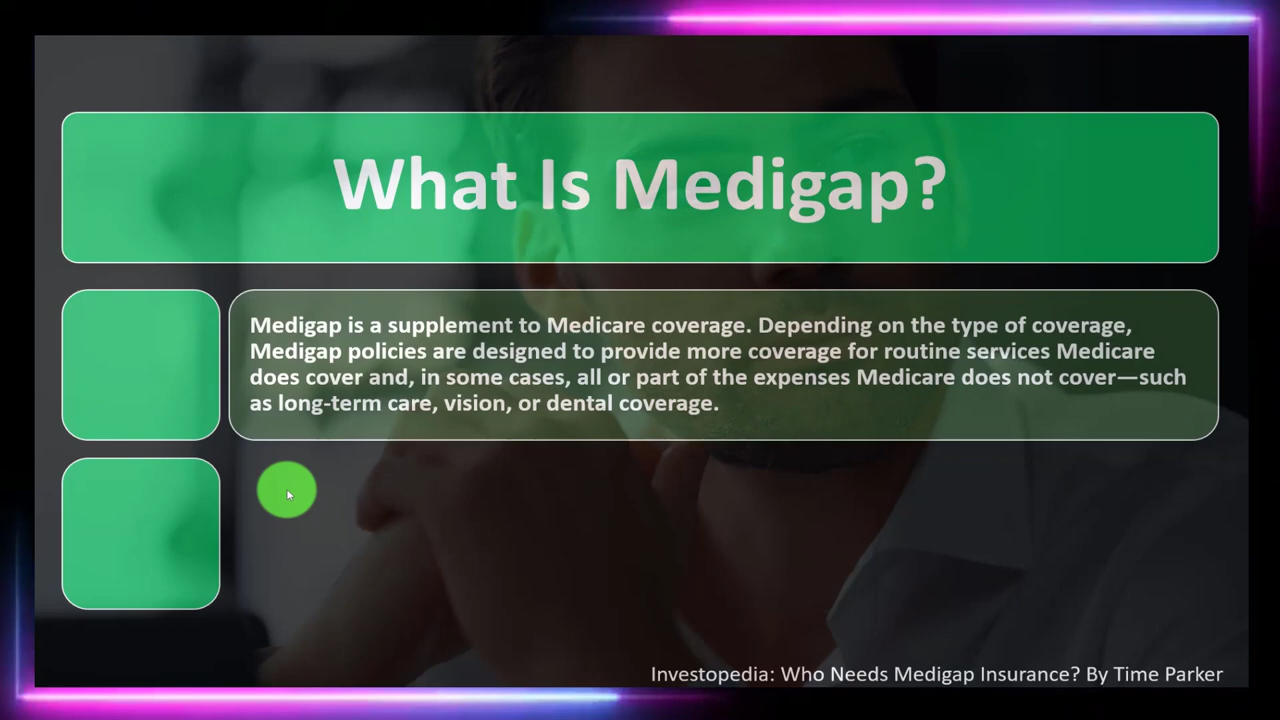 What Is Medigap?
Medigap is a supplement to Medicare coverage. Depending on the type of coverage,
Medigap policies are designed to provide more coverage for routine services Medicare
does cover and, in some cases, all or part of the expenses Medicare does not cover—such
as long-term care, vision, or dental coverage.
Investopedia: Who Needs Medigap Insurance? By Time Parker